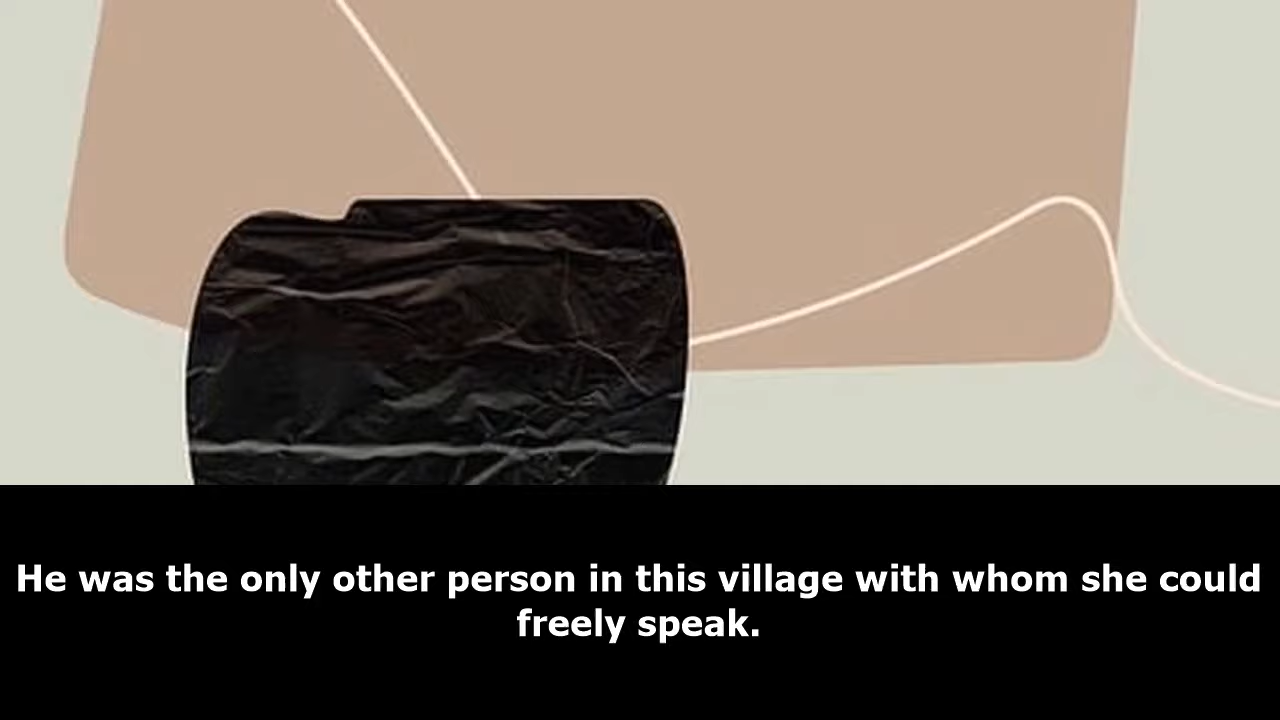 He was the only other person in this village with whom she could
freely speak.